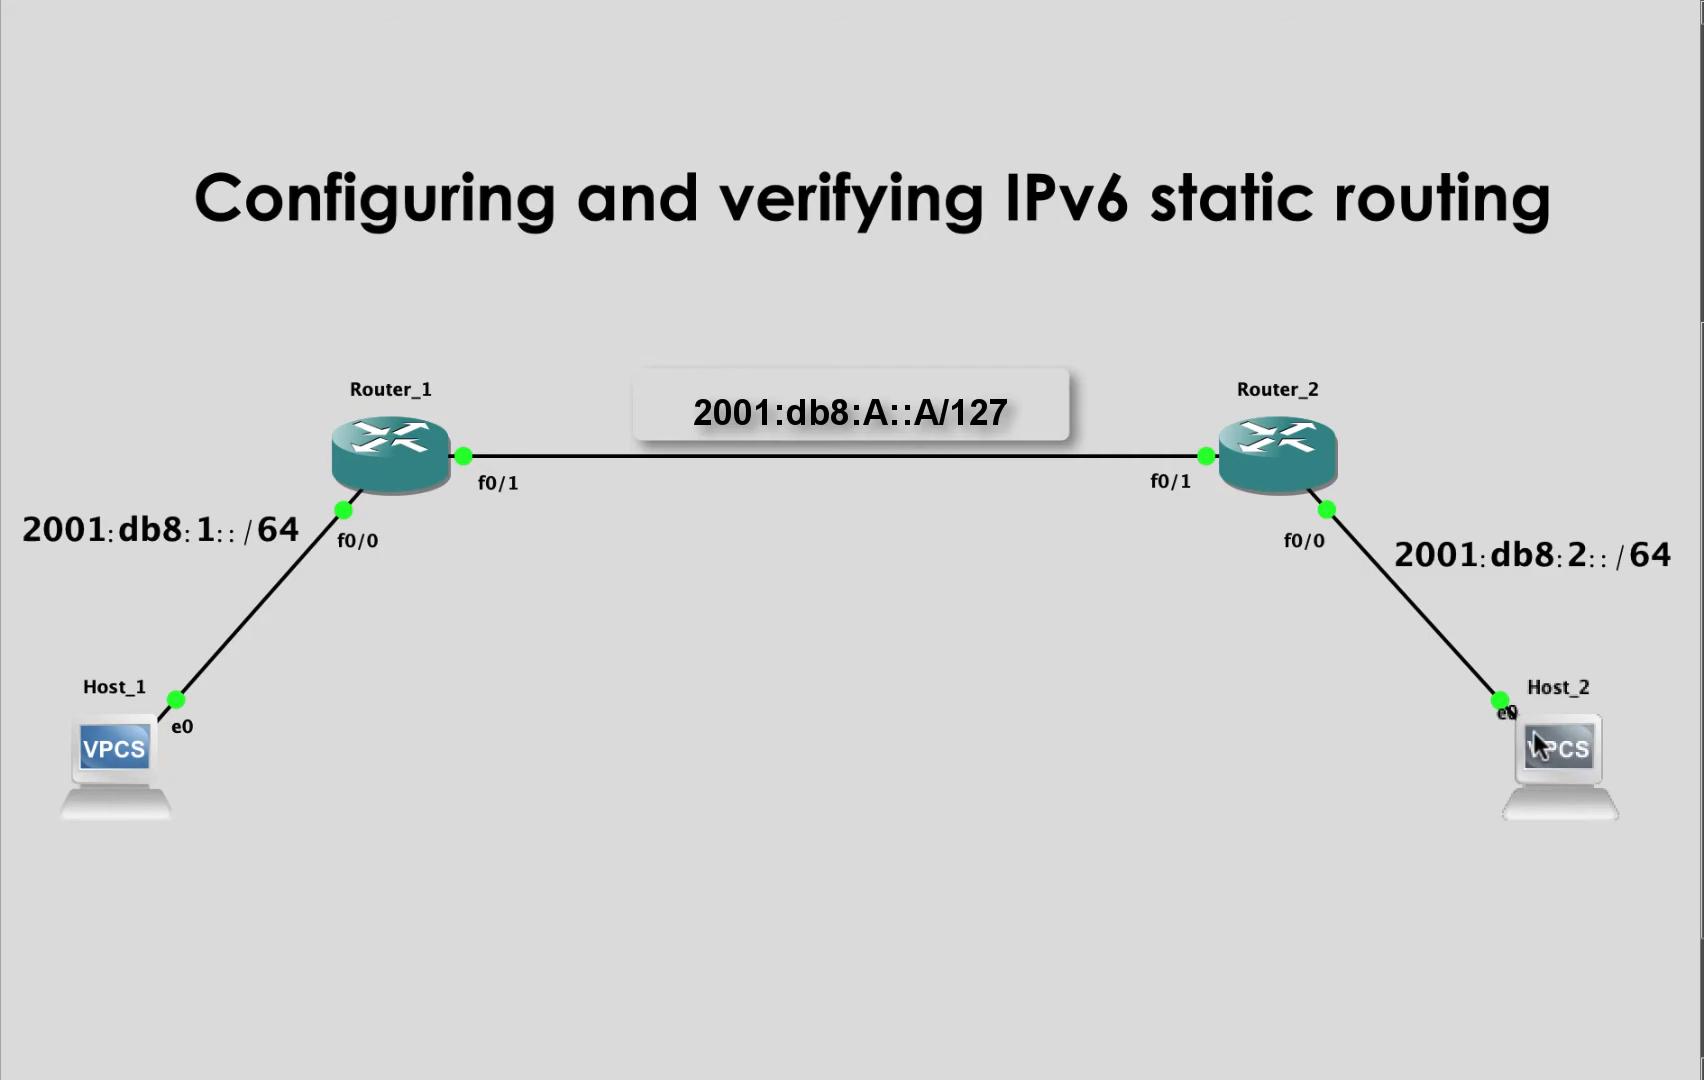 Configuring and verifying IPv6 static routing
Router_1
2001:db8:A::A/127
Router_2
f0/1
f0/1
2001:db8:1::/64
f0/0
f0/0
2001:db8:2::/64
Host_1
Host_2
e0
e0
VPCS
VPCS